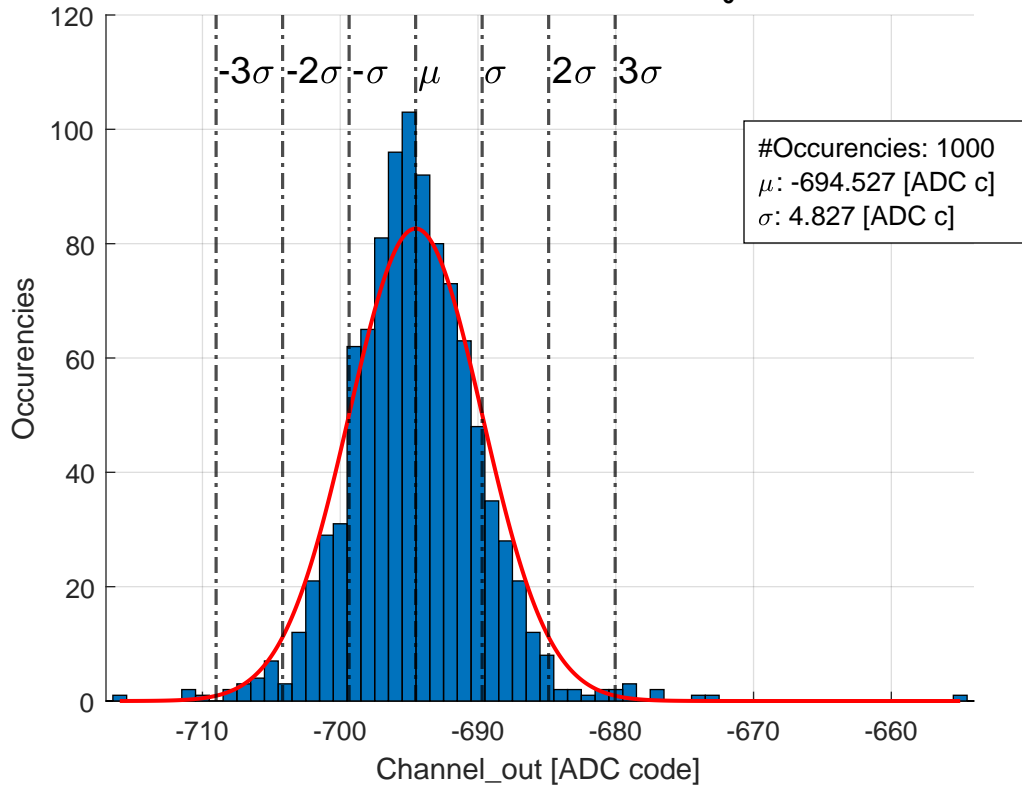 120
100
80
60
40
20
0
-3σ
-2σ
-σ
μ
σ
2σ
3σ
#Occurencies: 1000
μ: -694.527 [ADC c]
σ: 4.827 [ADC c]
Occurencies
-710
-700
-690
-680
-670
-660
Channel_out [ADC code]